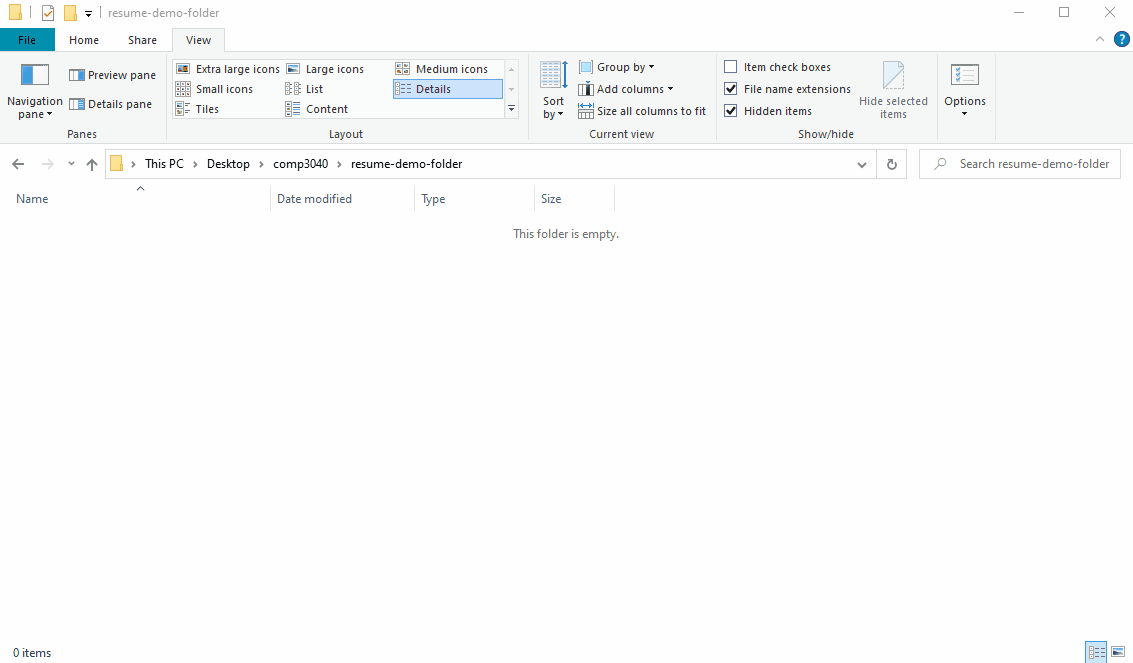 resume-demo-folder
File Home Share View
Navigation pane
Preview pane
Details pane
Panes
Extra large icons Large icons Medium icons
Small icons List Details
Tiles Content
Layout
Sort by
Group by
Add columns
Size all columns to fit
Current view
Item check boxes
File name extensions
Hidden items
Hide selected items
Show/hide
Options
This PC > Desktop > comp3040 > resume-demo-folder
Search resume-demo-folder
Name Date modified Type Size
This folder is empty.
0 items